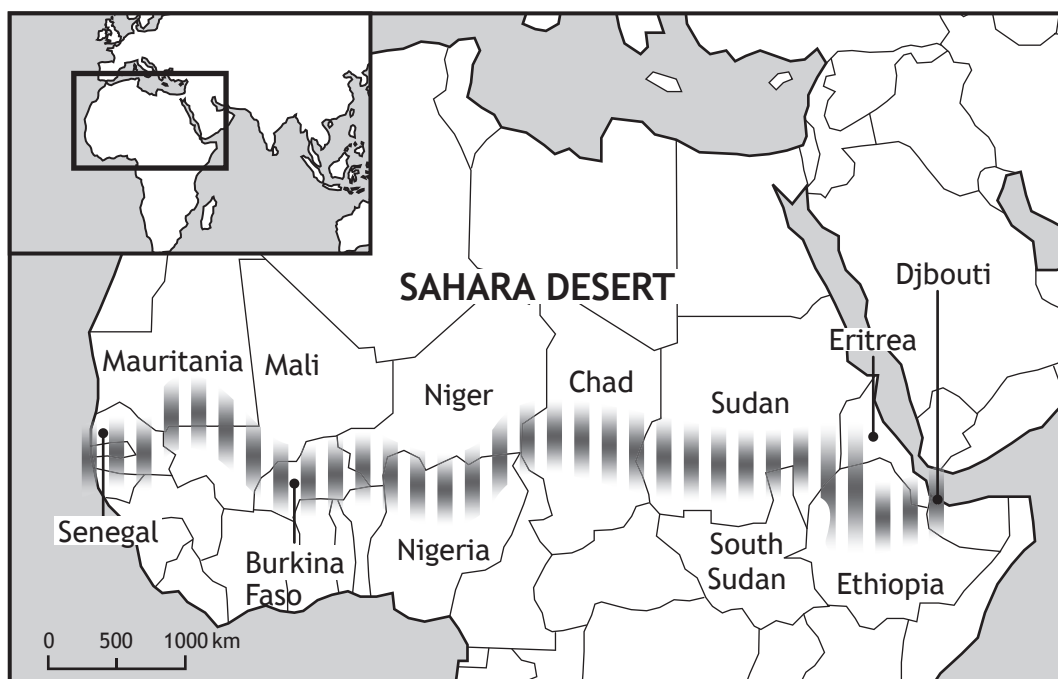 SAHARA DESERT
Djbouti
Eritrea
Mauritania
Mali
Niger
Chad
Sudan
Senegal
Burkina
Faso
Nigeria
South
Sudan
Ethiopia
0 500 1000 km